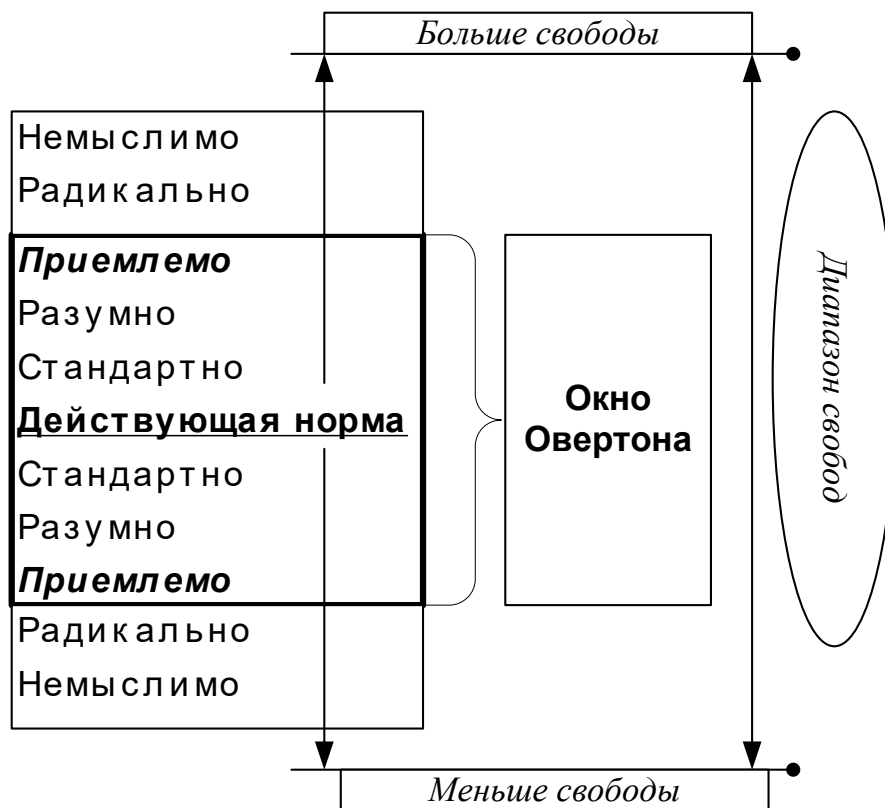 Больше свободы
Немыслимо
Радикально
Приемлемо
Разумно
Стандартно
Действующая норма
Стандартно
Разумно
Приемлемо
Радикально
Немыслимо
Окно
Овертона
Диапазон свобод
Меньше свободы